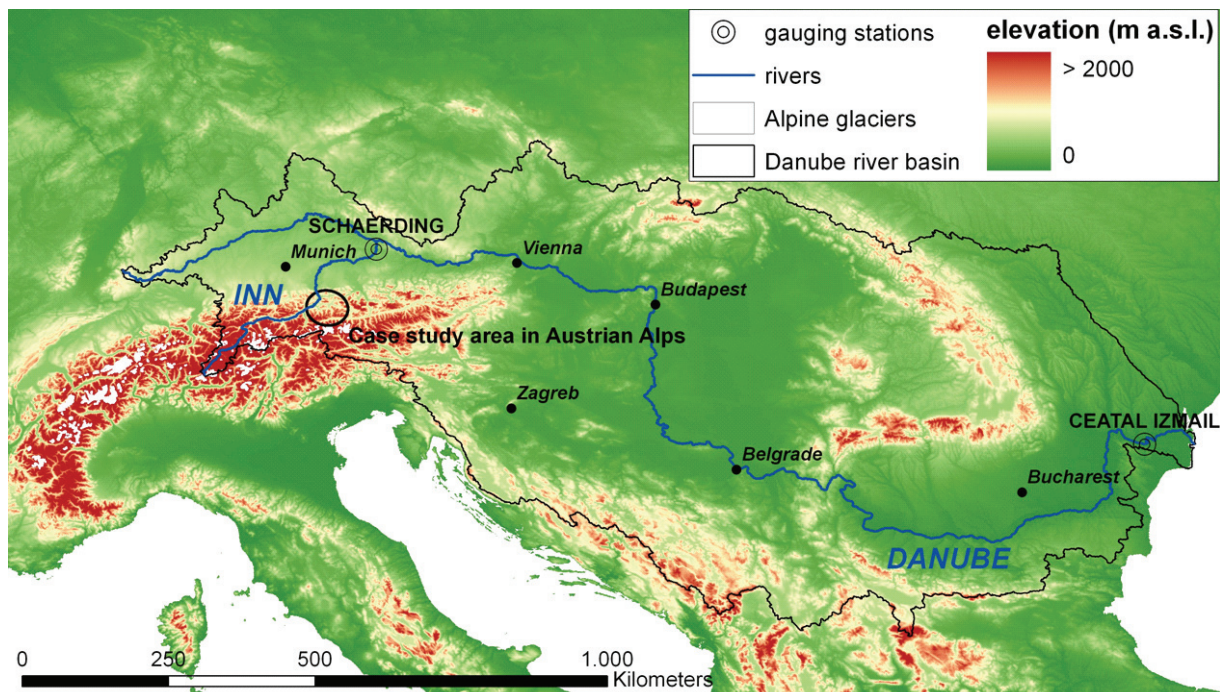 gauging stations
rivers
Alpine glaciers
Danube river basin
elevation (m a.s.l.)
> 2000
0
SCHAERDING
Munich
Vienna
INN
Budapest
Case study area in Austrian Alps
Zagreb
CEATAL IZMAIL
Belgrade
Bucharest
DANUBE
0 250 500 1.000
Kilometers